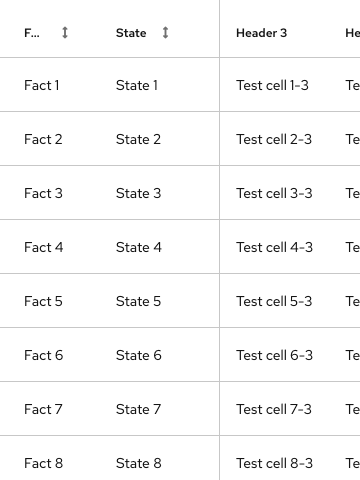 F... State Header 3 He
Fact 1 State 1 Test cell 1-3 Te
Fact 2 State 2 Test cell 2-3 Te
Fact 3 State 3 Test cell 3-3 Te
Fact 4 State 4 Test cell 4-3 Te
Fact 5 State 5 Test cell 5-3 Te
Fact 6 State 6 Test cell 6-3 Te
Fact 7 State 7 Test cell 7-3 Te
Fact 8 State 8 Test cell 8-3 Te